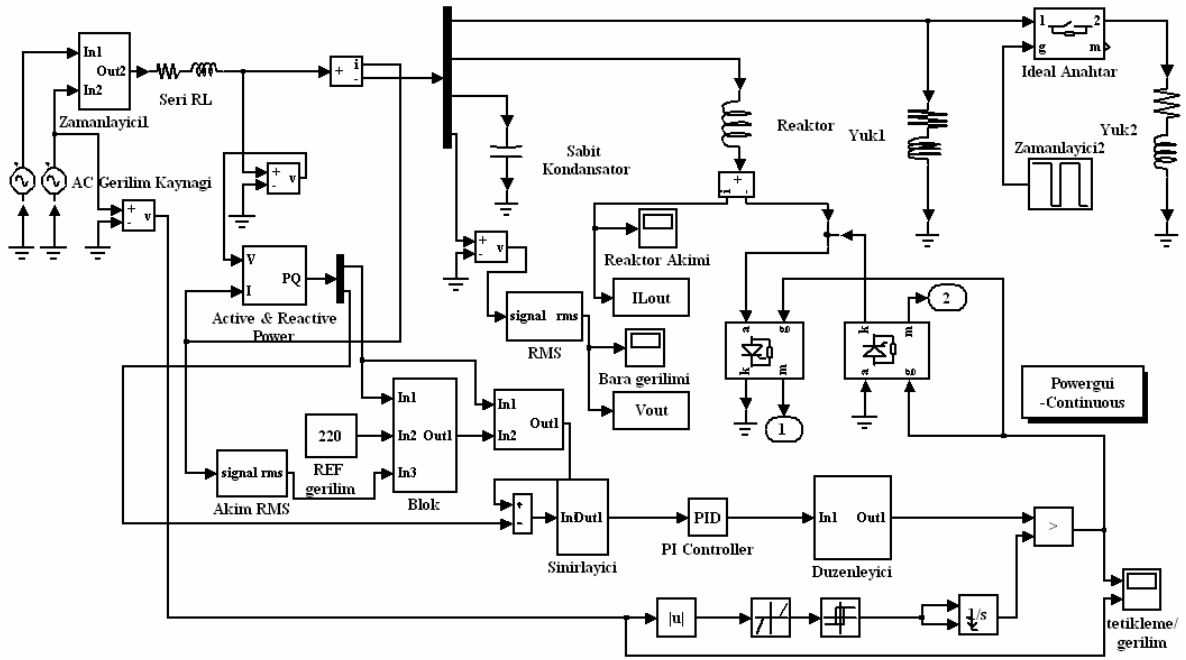 In1
In2
Out2
Zamanlayici1
Seri RL
+
i
-
1
2
g
m
Ideal Anahtar
Reaktor
Yuk1
Yuk2
Zamanlayici2
Sabit
Kondansator
AC Gerilim Kaynagi
+
-
v
+
-
v
+
-
v
+
i
-
V
I
PQ
Active & Reactive
Power
signal rms
RMS
Reaktor Akimi
ILout
Bara gerilimi
Vout
a
g
k
m
1
k
m
a
g
2
Powergui
-Continuous
In1
In2
In3
Out1
Blok
In1
In2
Out1
220
REF
gerilim
signal rms
Akim RMS
+
-
In
Out1
Sinirlayici
PID
PI Controller
In1
Out1
Duzenleyici
>
|u|
1/s
tetikleme/
gerilim